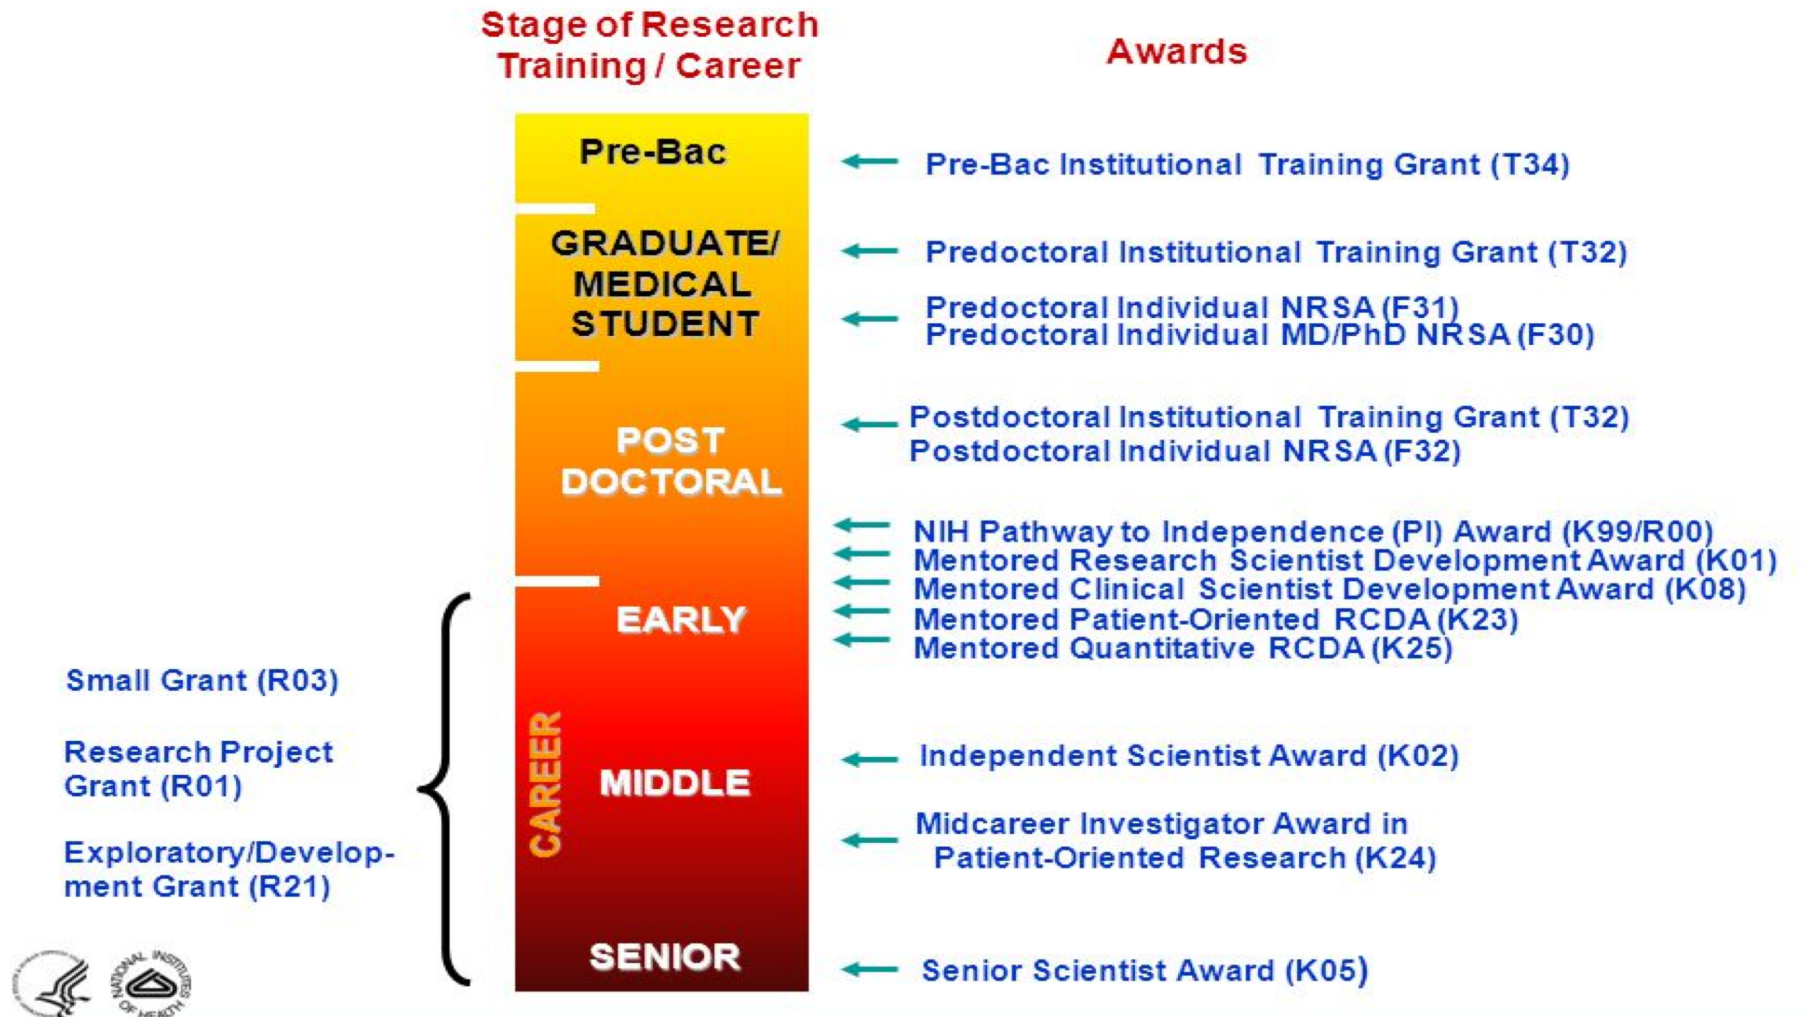 Stage of Research
Training / Career
Awards
Pre-Bac
Pre-Bac Institutional Training Grant (T34)
GRADUATE/
MEDICAL
STUDENT
Predoctoral Institutional Training Grant (T32)
Predoctoral Individual NRSA (F31)
Predoctoral Individual MD/PhD NRSA (F30)
POST
DOCTORAL
Postdoctoral Institutional Training Grant (T32)
Postdoctoral Individual NRSA (F32)
NIH Pathway to Independence (PI) Award (K99/R00)
Mentored Research Scientist Development Award (K01)
Mentored Clinical Scientist Development Award (K08)
Mentored Patient-Oriented RCDA (K23)
Mentored Quantitative RCDA (K25)
EARLY
CAREER
MIDDLE
Independent Scientist Award (K02)
Midcareer Investigator Award in
Patient-Oriented Research (K24)
SENIOR
Senior Scientist Award (K05)
Small Grant (R03)
Research Project
Grant (R01)
Exploratory/Develop-
ment Grant (R21)
NATIONAL INSTITUTES OF HEALTH